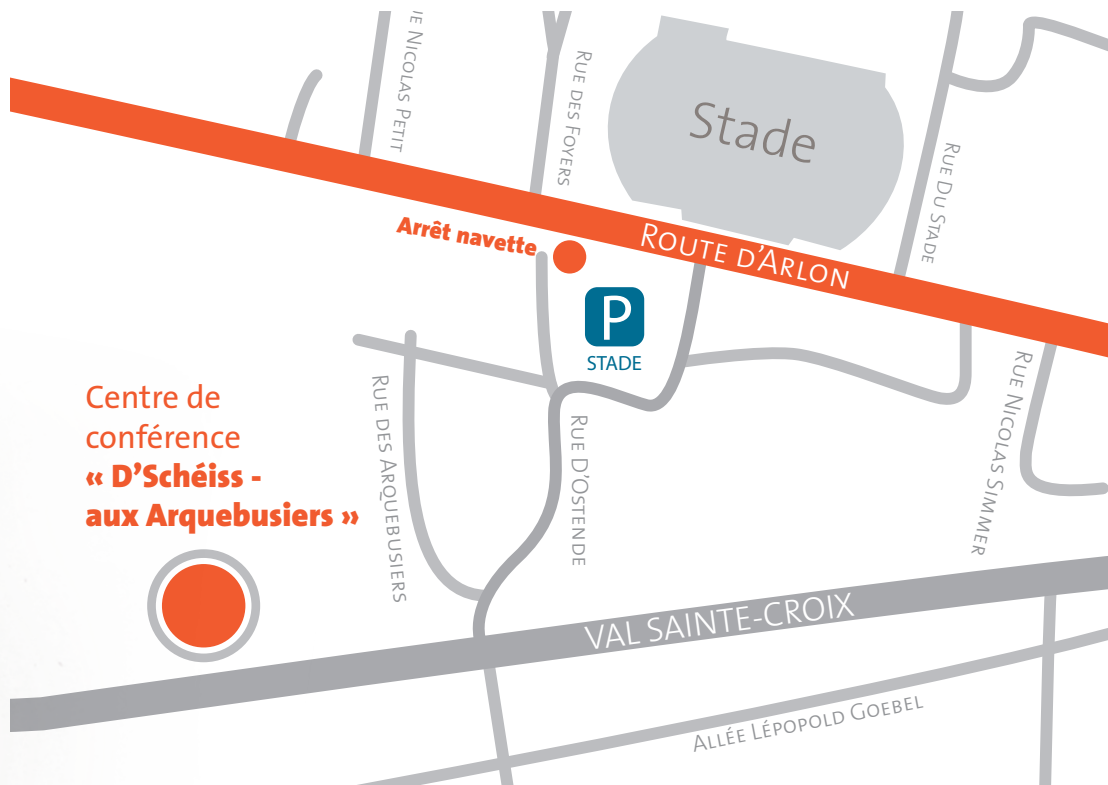 UE NICOLAS PETIT
RUE DES FOYERS
Stade
RUE DU STADE
Arrêt navette
ROUTE D'ARLON
P
STADE
Centre de
conférence
« D’Schéiss -
aux Arquebusiers »
RUE DES ARQUEBUSIERS
RUE D'OSTENDE
RUE NICOLAS SIMMER
VAL SAINTE-CROIX
ALLÉE LÉPOPOLD GOEBEL